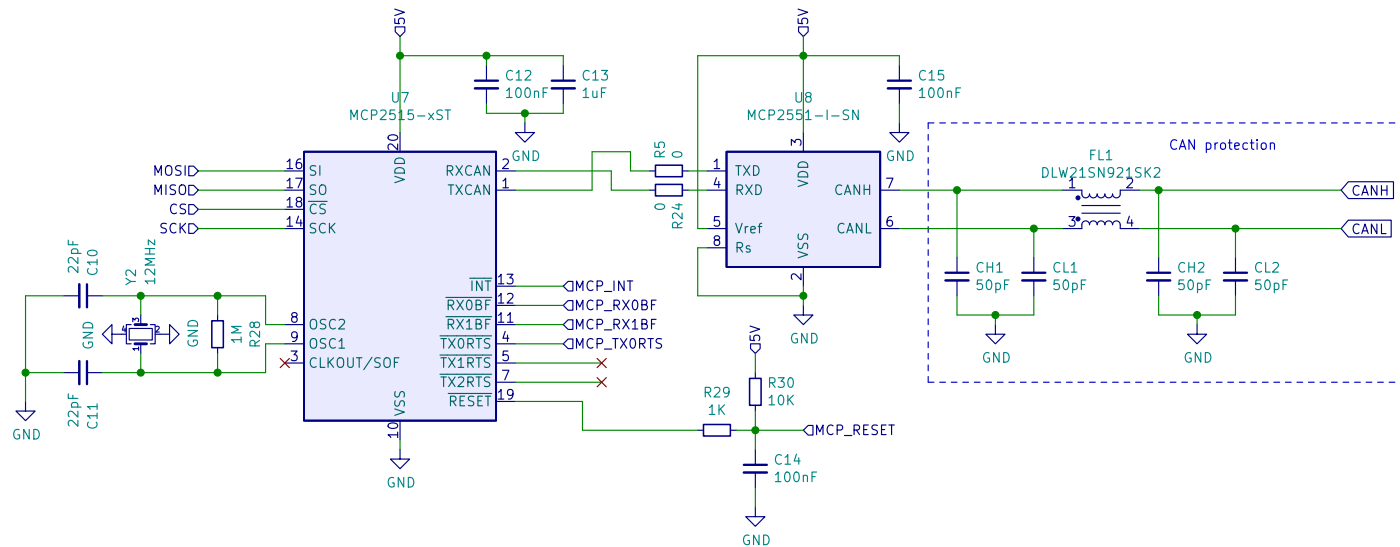 5V
5V
C12
100nF
C13
1uF
C15
100nF
U7
MCP2515-xST
U8
MCP2551-I-SN
CAN protection
FL1
DLW21SN921SK2
20
VDD
3
VDD
MOSI
16
SI
RXCAN
2
R5
0
1
TXD
MISO
17
SO
TXCAN
1
0
R24
4
RXD
CANH
7
1
2
CANH
CS
18
CS
SCK
14
SCK
5
Vref
CANL
6
3
4
CANL
8
Rs
VSS
2
GND
GND
GND
22pF
C10
Y2
12MHz
CH1
50pF
CL1
50pF
CH2
50pF
CL2
50pF
INT
13
MCP_INT
RX0BF
12
MCP_RX0BF
RX1BF
11
MCP_RX1BF
TX0RTS
4
MCP_TX0RTS
TX1RTS
5
TX2RTS
7
RESET
19
GND
4
3
2
1
GND
1M
R28
8
OSC2
9
OSC1
3
CLKOUT/SOF
GND
GND
5V
22pF
C11
GND
VSS
10
GND
R29
1K
R30
10K
MCP_RESET
C14
100nF
GND